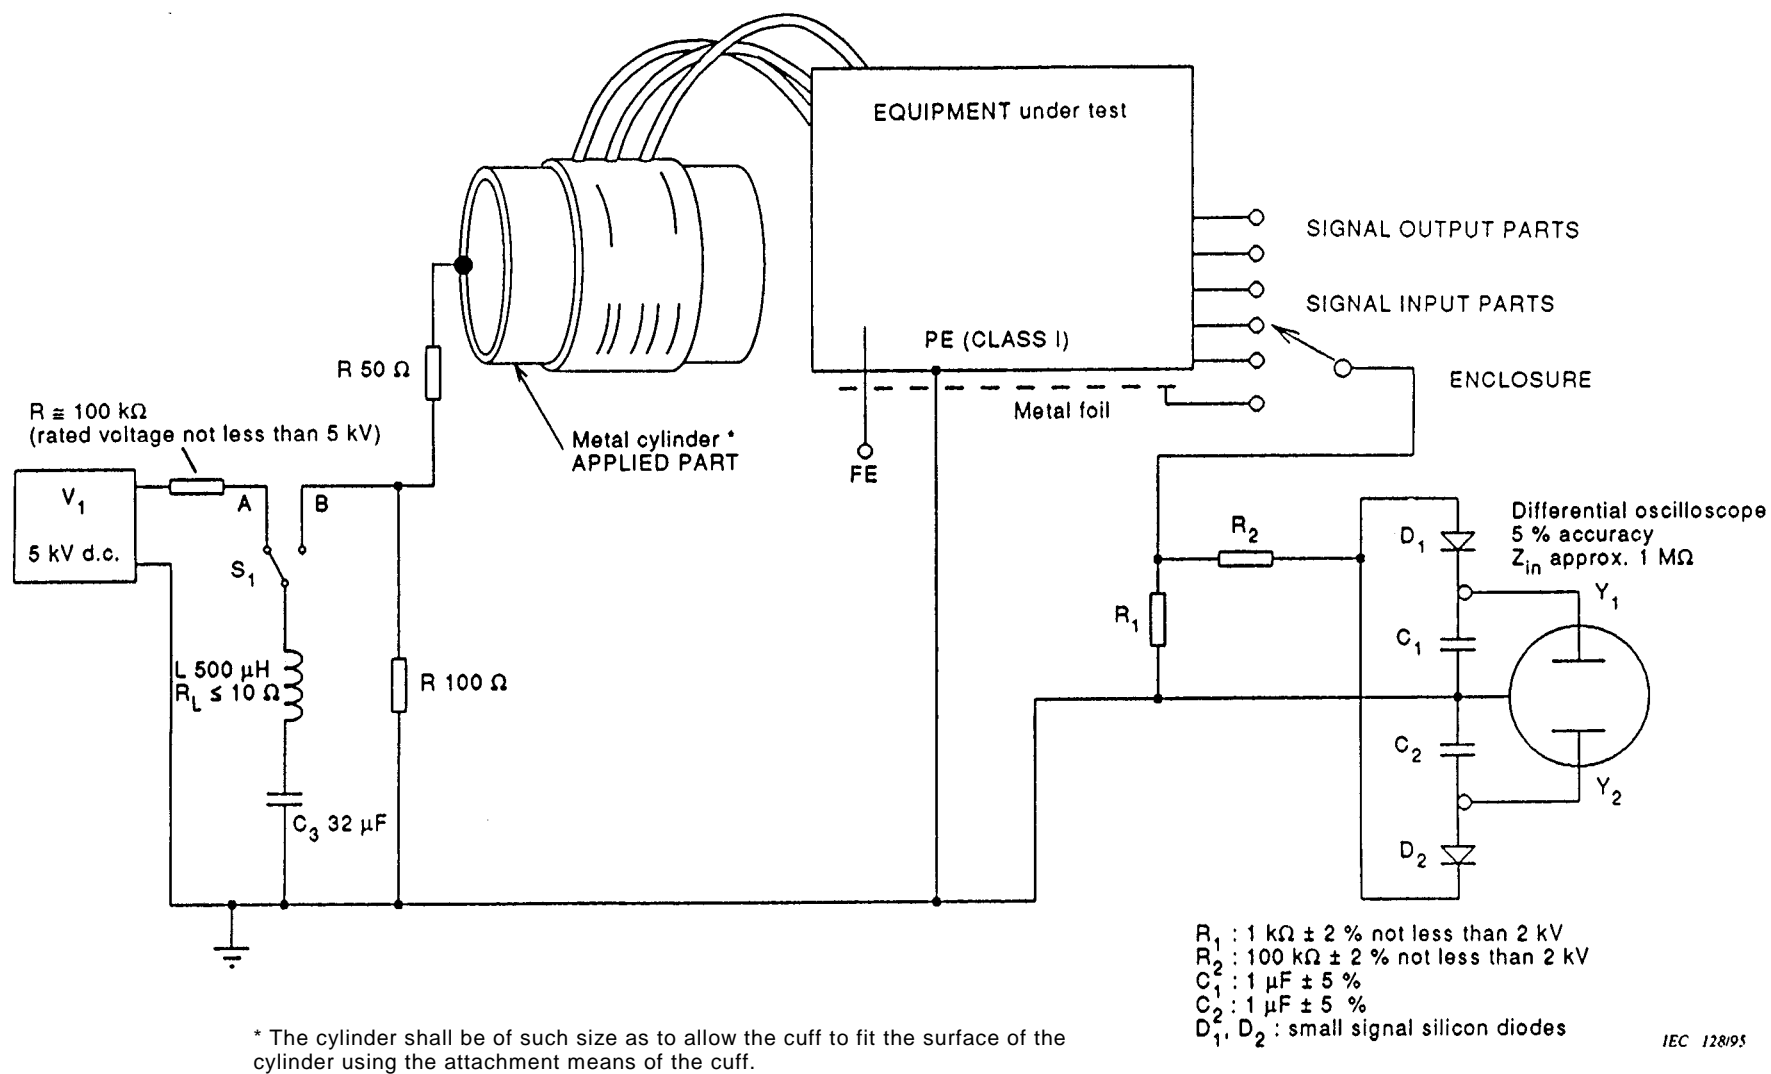 EQUIPMENT under test
SIGNAL OUTPUT PARTS
SIGNAL INPUT PARTS
PE (CLASS I)
R 50 Ω
ENCLOSURE
Metal foil
R ≅ 100 kΩ
(rated voltage not less than 5 kV)
Metal cylinder *
APPLIED PART
FE
V₁
5 kV d.c.
A
B
S₁
R₂
D₁
Differential oscilloscope
5 % accuracy
Zᵢₙ approx. 1 MΩ
Y₁
R₁
C₁
L 500 μH
R_L ≤ 10 Ω
R 100 Ω
C₂
Y₂
C₃ 32 μF
D₂
R₁ : 1 kΩ ± 2 % not less than 2 kV
R₂ : 100 kΩ ± 2 % not less than 2 kV
C₁ : 1 μF ± 5 %
C₂ : 1 μF ± 5 %
D₁, D₂ : small signal silicon diodes
* The cylinder shall be of such size as to allow the cuff to fit the surface of the
cylinder using the attachment means of the cuff.
IEC 128/95